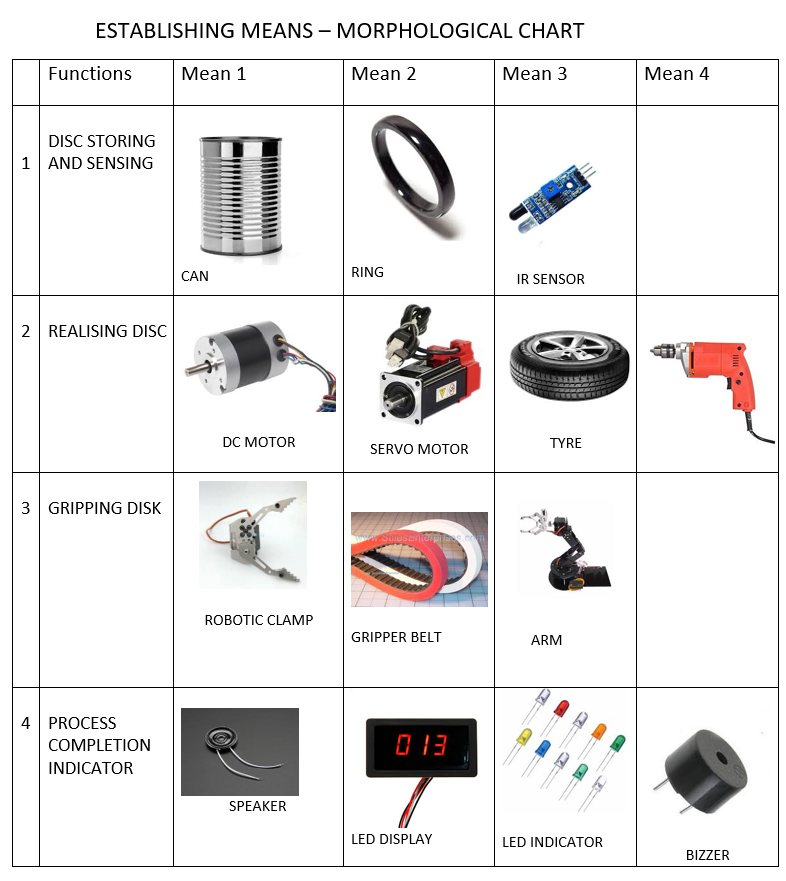 ESTABLISHING MEANS – MORPHOLOGICAL CHART
Functions
Mean 1
Mean 2
Mean 3
Mean 4
1
DISC STORING
AND SENSING
CAN
RING
IR SENSOR
2
REALISING DISC
DC MOTOR
SERVO MOTOR
TYRE
3
GRIPPING DISK
ROBOTIC CLAMP
GRIPPER BELT
ARM
4
PROCESS
COMPLETION
INDICATOR
SPEAKER
013
LED DISPLAY
LED INDICATOR
BIZZER